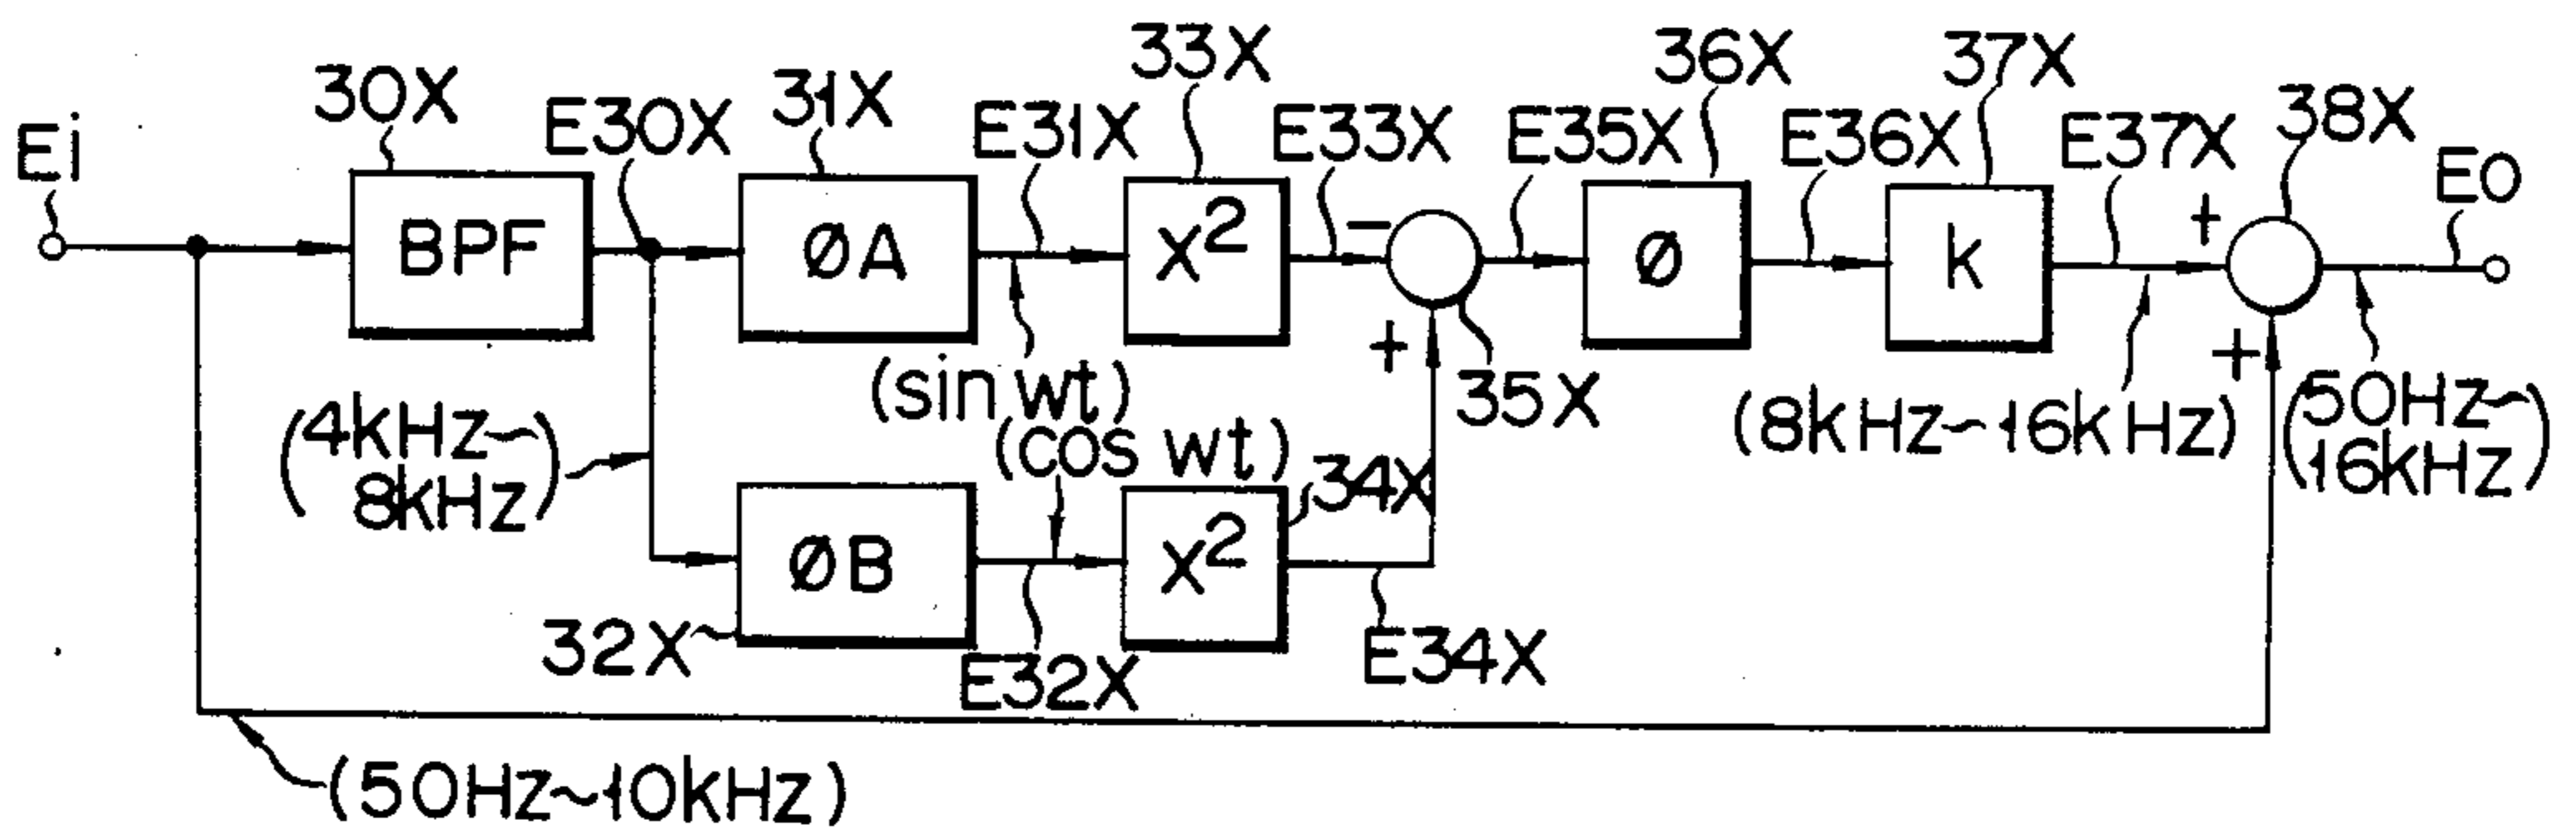 Ei
30X
E30X
31X
E31X
33X
E33X
E35X
36X
E36X
37X
E37X
38X
EO
BPF
ØA
x²
−
Ø
k
+
(sin wt)
+
35X
+
(4kHz~
8kHz)
(cos wt)
34X
(8kHz~16kHz)
(50Hz~
16kHz)
ØB
x²
32X
E32X
E34X
(50Hz~10kHz)